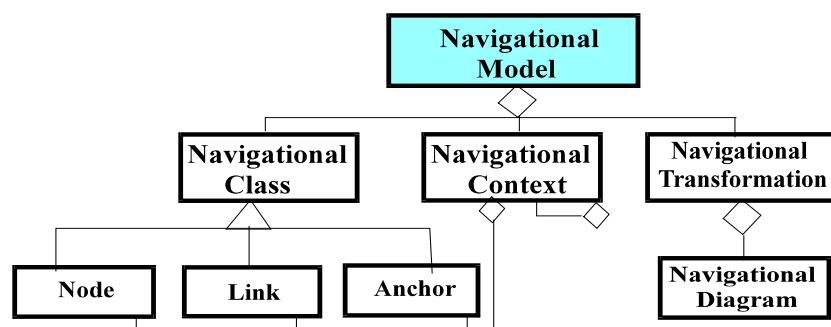 Navigational
Model
Navigational
Class
Navigational
Context
Navigational
Transformation
Node
Link
Anchor
Navigational
Diagram